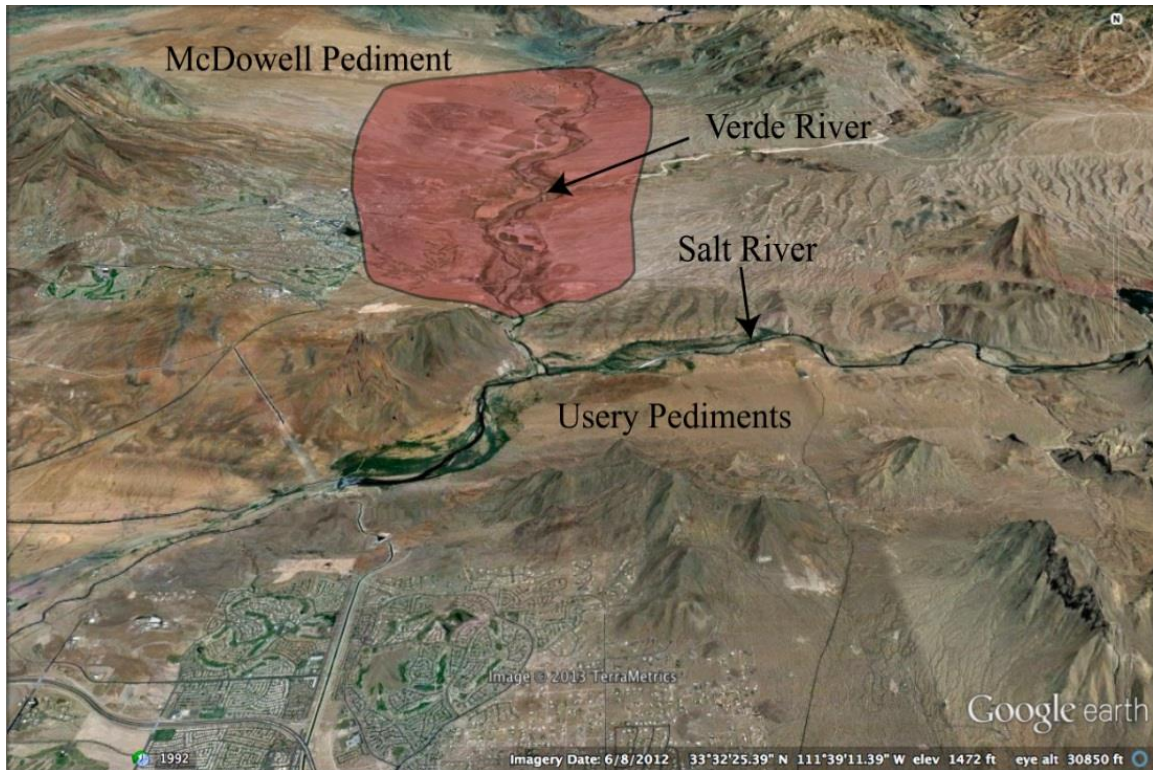 N
McDowell Pediment
Verde River
Salt River
Usery Pediments
Image © 2013 TerraMetrics
Google earth
1992
Imagery Date: 6/8/2012 33°32'25.39" N 111°39'11.39" W elev 1472 ft eye alt 30850 ft